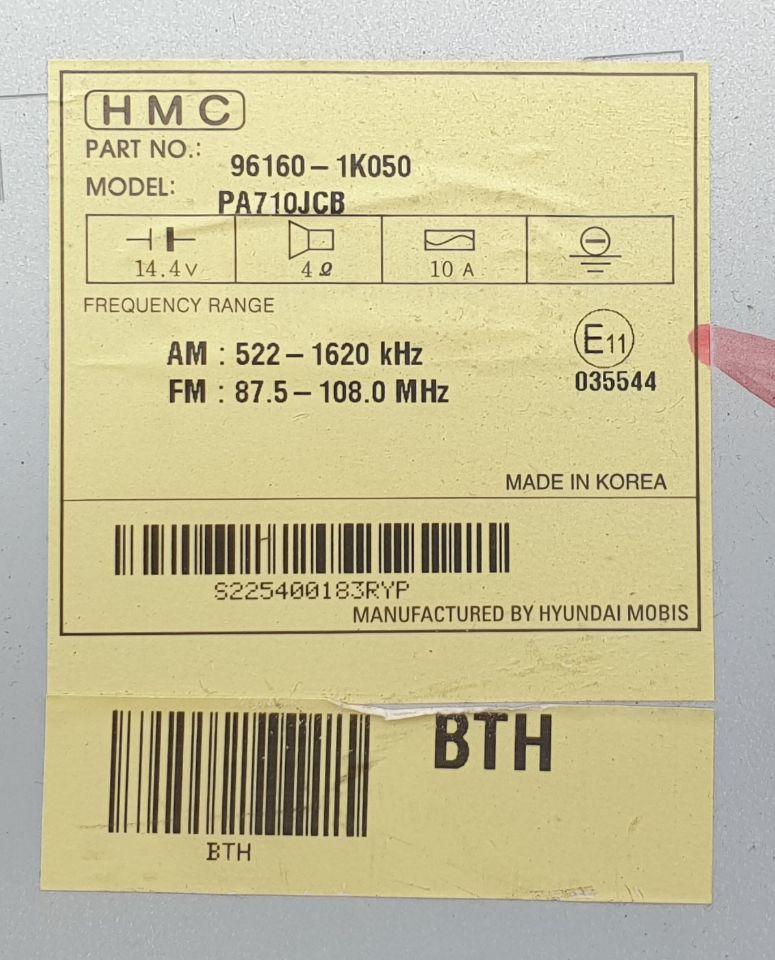 HMC
PART NO.: 96160-1K050
MODEL: PA710JCB
14.4V 4Ω 10 A
FREQUENCY RANGE
AM : 522-1620 kHz
FM : 87.5-108.0 MHz
E11
035544
MADE IN KOREA
S225400183RYP
MANUFACTURED BY HYUNDAI MOBIS
BTH
BTH